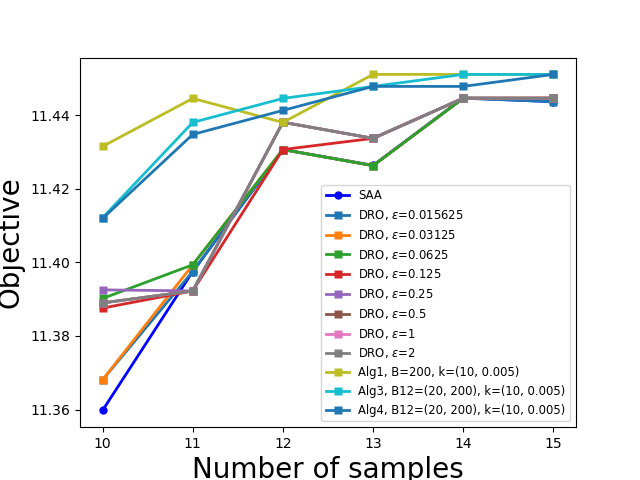 11.44
11.42
11.40
11.38
11.36
Objective
SAA
DRO, ε=0.015625
DRO, ε=0.03125
DRO, ε=0.0625
DRO, ε=0.125
DRO, ε=0.25
DRO, ε=0.5
DRO, ε=1
DRO, ε=2
Alg1, B=200, k=(10, 0.005)
Alg3, B12=(20, 200), k=(10, 0.005)
Alg4, B12=(20, 200), k=(10, 0.005)
10 11 12 13 14 15
Number of samples